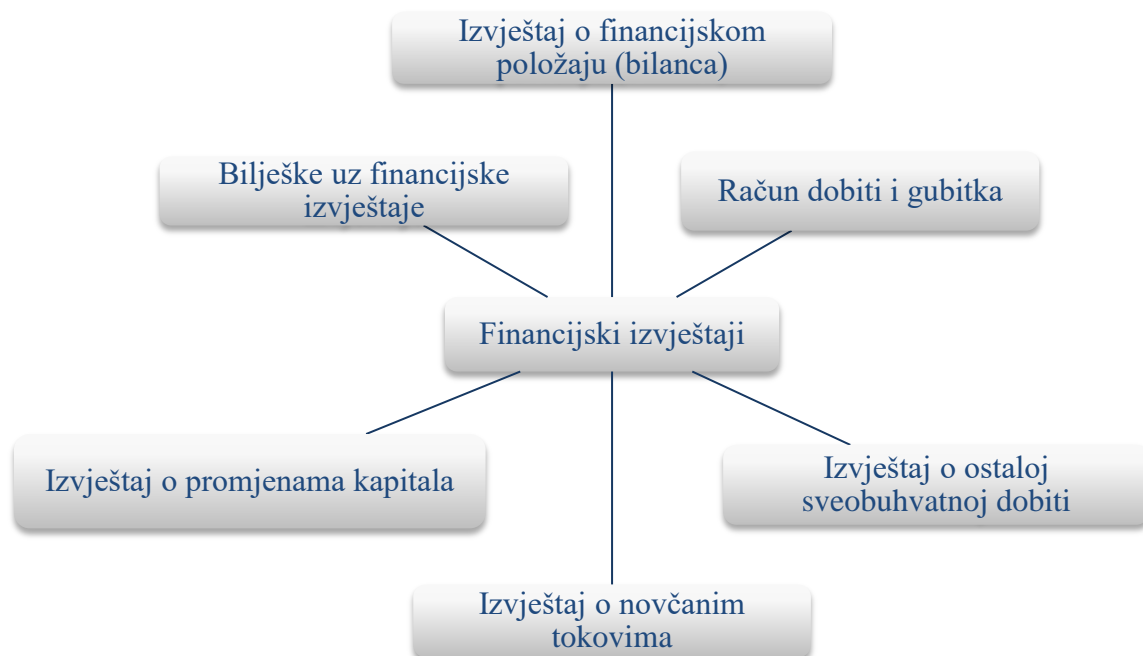 Izvještaj o financijskom
položaju (bilanca)
Bilješke uz financijske
izvještaje
Račun dobiti i gubitka
Financijski izvještaji
Izvještaj o promjenama kapitala
Izvještaj o ostaloj
sveobuhvatnoj dobiti
Izvještaj o novčanim
tokovima